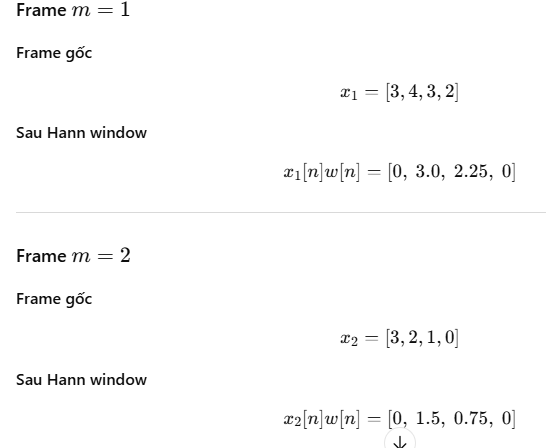 Frame m = 1
Frame gốc
x₁ = [3, 4, 3, 2]
Sau Hann window
x₁[n]w[n] = [0, 3.0, 2.25, 0]
Frame m = 2
Frame gốc
x₂ = [3, 2, 1, 0]
Sau Hann window
x₂[n]w[n] = [0, 1.5, 0.75, 0]